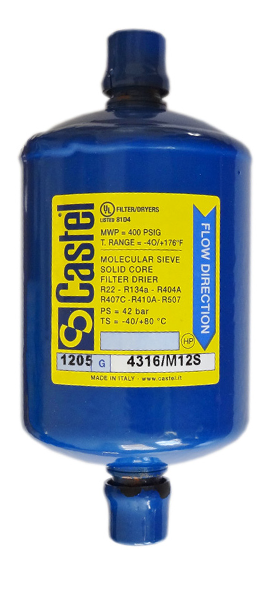 Castel
UL
FILTER/DRYERS
LISTED 81D4
MWP = 400 PSIG
T. RANGE = -40/+176°F
MOLECULAR SIEVE
SOLID CORE
FILTER DRIER
R22 - R134a - R404A
R407C - R410A - R507
PS = 42 bar
TS = -40/+80 °C
HP
1205 G 4316/M12S
MADE IN ITALY - www.castel.it
FLOW DIRECTION